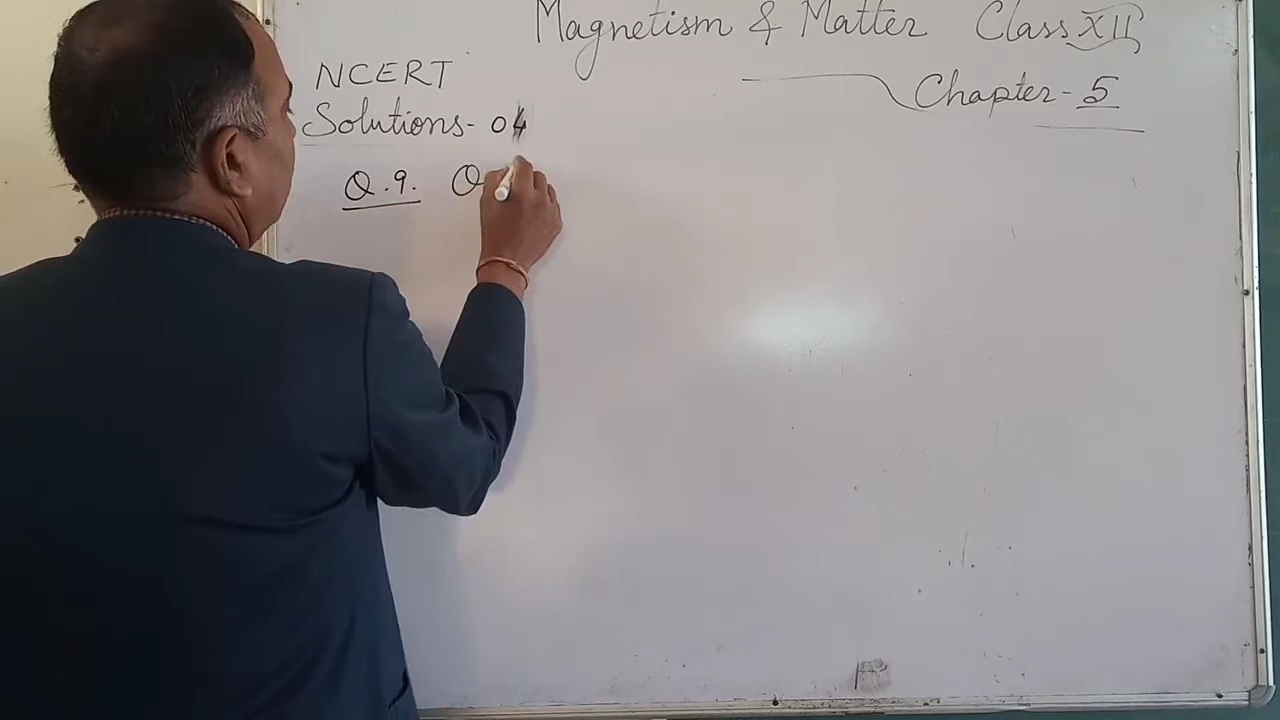 Magnetism & Matter Class XII
Chapter - 5
NCERT
Solutions - 04
Q.9. Q